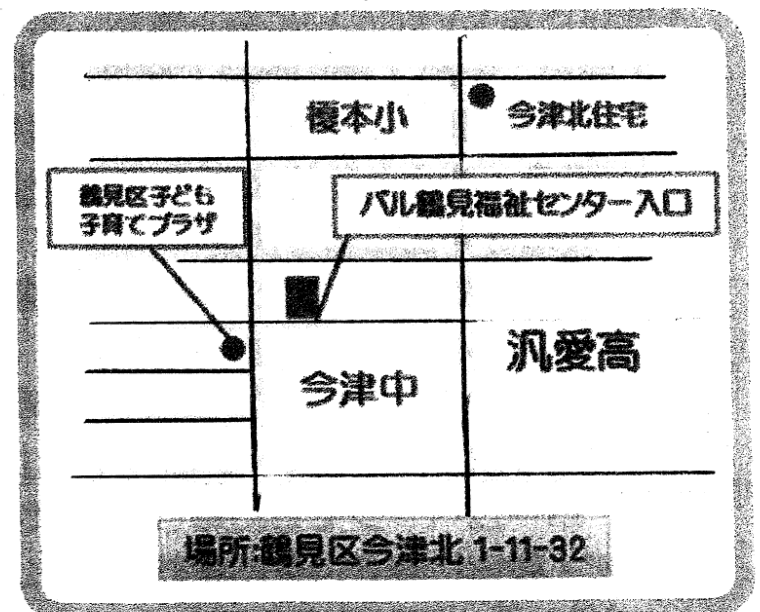 榎本小
今津北住宅
鶴見区子ども
子育てプラザ
パル鶴見福祉センター入口
汎愛高
今津中
場所:鶴見区今津北 1-11-32